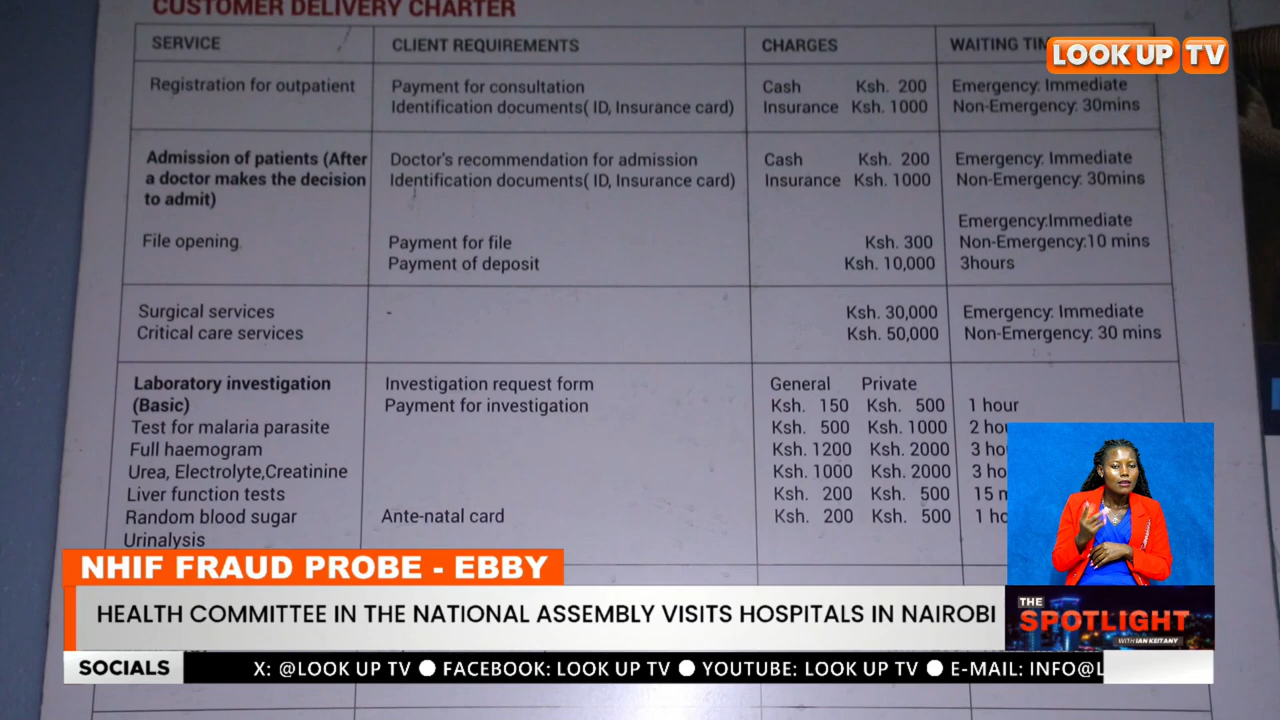 CUSTOMER DELIVERY CHARTER
SERVICE CLIENT REQUIREMENTS CHARGES WAITING
LOOK UP TV
Registration for outpatient Payment for consultation Cash Ksh. 200 Emergency: Immediate
Identification documents( ID, Insurance card) Insurance Ksh. 1000 Non-Emergency: 30mins
Admission of patients (After Doctor's recommendation for admission Cash Ksh. 200 Emergency: Immediate
a doctor makes the decision Identification documents( ID, Insurance card) Insurance Ksh. 1000 Non-Emergency: 30mins
to admit)
Emergency:Immediate
File opening Payment for file Ksh. 300 Non-Emergency:10 mins
Payment of deposit Ksh. 10,000 3hours
Surgical services - Ksh. 30,000 Emergency: Immediate
Critical care services Ksh. 50,000 Non-Emergency: 30 mins
Laboratory investigation Investigation request form General Private
(Basic) Payment for investigation Ksh. 150 Ksh. 500 1 hour
Test for malaria parasite Ksh. 500 Ksh. 1000 2
Full haemogram Ksh. 1200 Ksh. 2000 3
Urea, Electrolyte,Creatinine Ksh. 1000 Ksh. 2000 3
Liver function tests Ksh. 200 Ksh. 500 15
Random blood sugar Ante-natal card Ksh. 200 Ksh. 500 1
Urinalysis
NHIF FRAUD PROBE - EBBY
HEALTH COMMITTEE IN THE NATIONAL ASSEMBLY VISITS HOSPITALS IN NAIROBI
THE
SPOTLIGHT
WITH IAN KEITANY
SOCIALS X: @LOOK UP TV ● FACEBOOK: LOOK UP TV ● YOUTUBE: LOOK UP TV ● E-MAIL: INFO@L